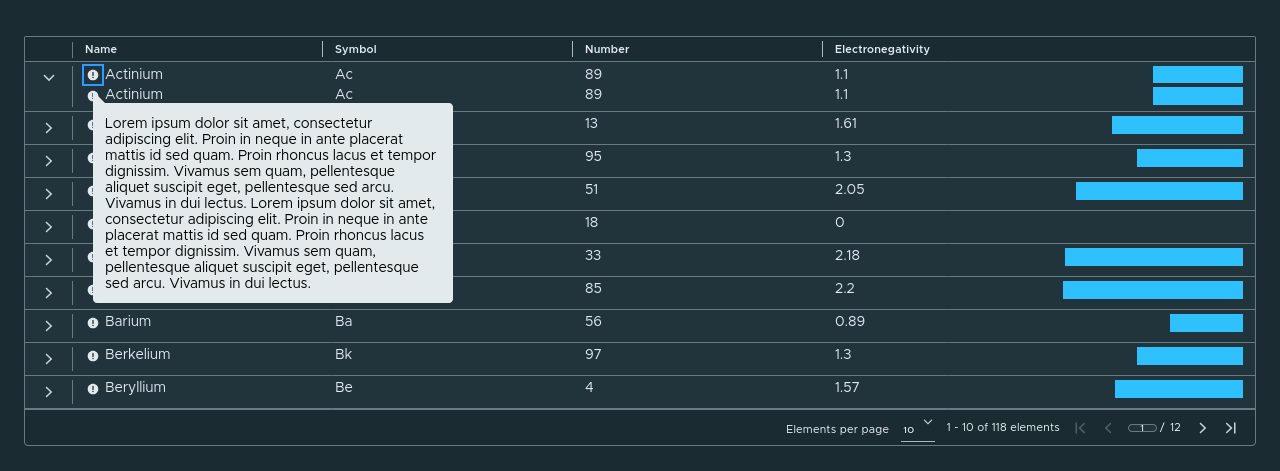 Name Symbol Number Electronegativity
Actinium Ac 89 1.1
Actinium Ac 89 1.1
13 1.61
95 1.3
51 2.05
18 0
33 2.18
85 2.2
Lorem ipsum dolor sit amet, consectetur
adipiscing elit. Proin in neque in ante placerat
mattis id sed quam. Proin rhoncus lacus et tempor
dignissim. Vivamus sem quam, pellentesque
aliquet suscipit eget, pellentesque sed arcu.
Vivamus in dui lectus. Lorem ipsum dolor sit amet,
consectetur adipiscing elit. Proin in neque in ante
placerat mattis id sed quam. Proin rhoncus lacus
et tempor dignissim. Vivamus sem quam,
pellentesque aliquet suscipit eget, pellentesque
sed arcu. Vivamus in dui lectus.
Barium Ba 56 0.89
Berkelium Bk 97 1.3
Beryllium Be 4 1.57
Elements per page 10 1 - 10 of 118 elements 1 / 12